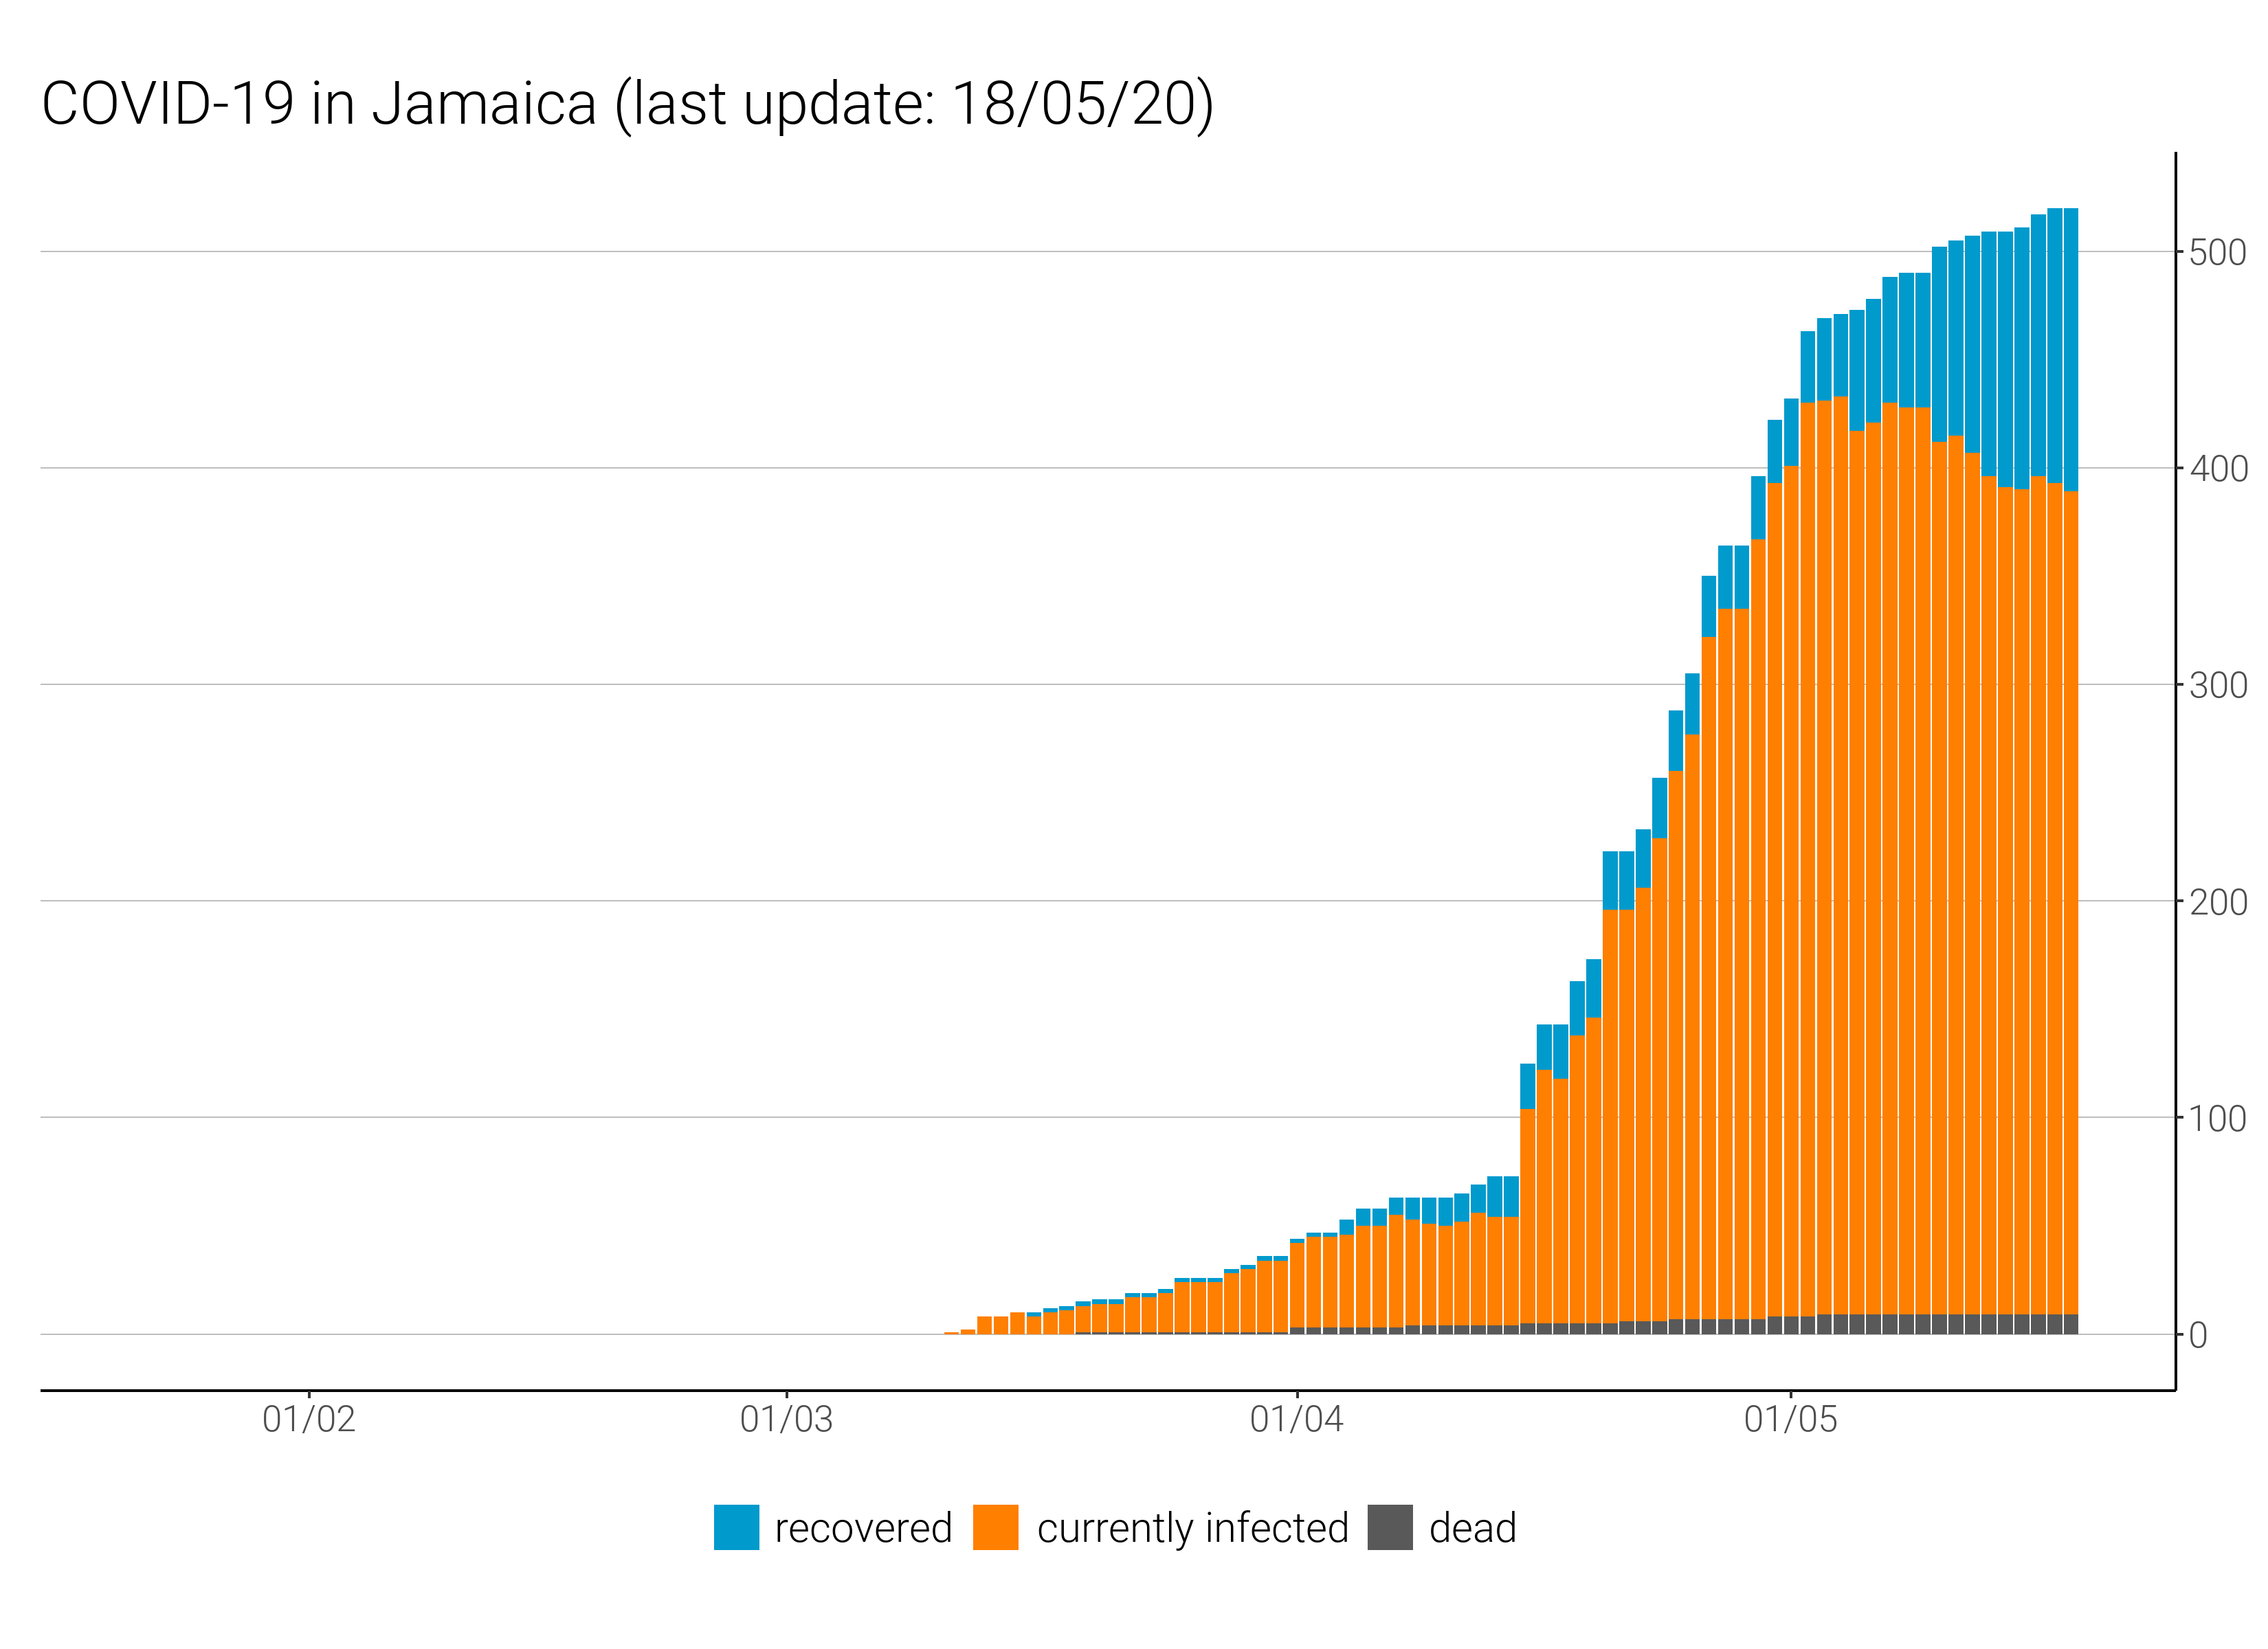 COVID-19 in Jamaica (last update: 18/05/20)
500
400
300
200
100
0
01/02 01/03 01/04 01/05
recovered currently infected dead